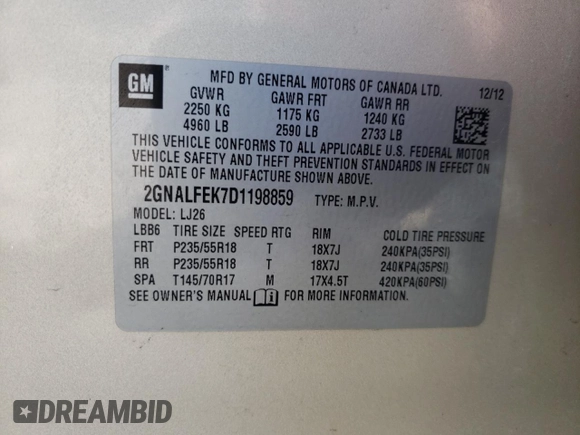 GM
MFD BY GENERAL MOTORS OF CANADA LTD. 12/12
GVWR GAWR FRT GAWR RR
2250 KG 1175 KG 1240 KG
4960 LB 2590 LB 2733 LB
THIS VEHICLE CONFORMS TO ALL APPLICABLE U.S. FEDERAL MOTOR
VEHICLE SAFETY AND THEFT PREVENTION STANDARDS IN EFFECT ON
THE DATE OF MANUFACTURE SHOWN ABOVE.
2GNALFEK7D1198859 TYPE: M.P.V.
MODEL: LJ26
LBB6 TIRE SIZE SPEED RTG RIM COLD TIRE PRESSURE
FRT P235/55R18 T 18X7J 240KPA(35PSI)
RR P235/55R18 T 18X7J 240KPA(35PSI)
SPA T145/70R17 M 17X4.5T 420KPA(60PSI)
SEE OWNER'S MANUAL FOR MORE INFORMATION.
DREAMBID